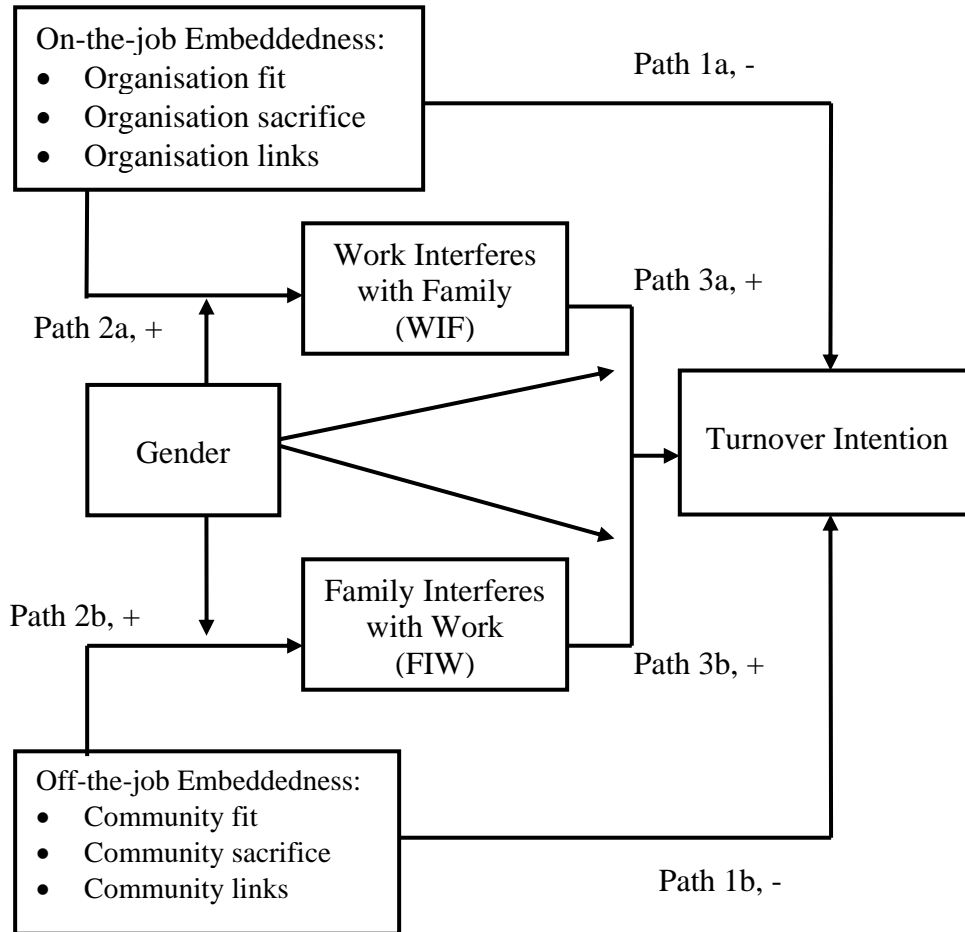 On-the-job Embeddedness:
• Organisation fit
• Organisation sacrifice
• Organisation links
Path 1a, -
Work Interferes
with Family
(WIF)
Path 3a, +
Path 2a, +
Gender
Turnover Intention
Family Interferes
with Work
(FIW)
Path 2b, +
Path 3b, +
Off-the-job Embeddedness:
• Community fit
• Community sacrifice
• Community links
Path 1b, -